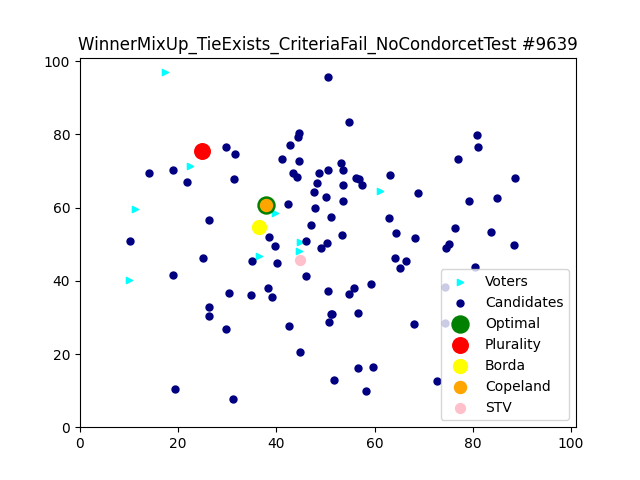 WinnerMixUp_TieExists_CriteriaFail_NoCondorcetTest #9639
100
80
60
40
20
0
0 20 40 60 80 100
Voters
Candidates
Optimal
Plurality
Borda
Copeland
STV